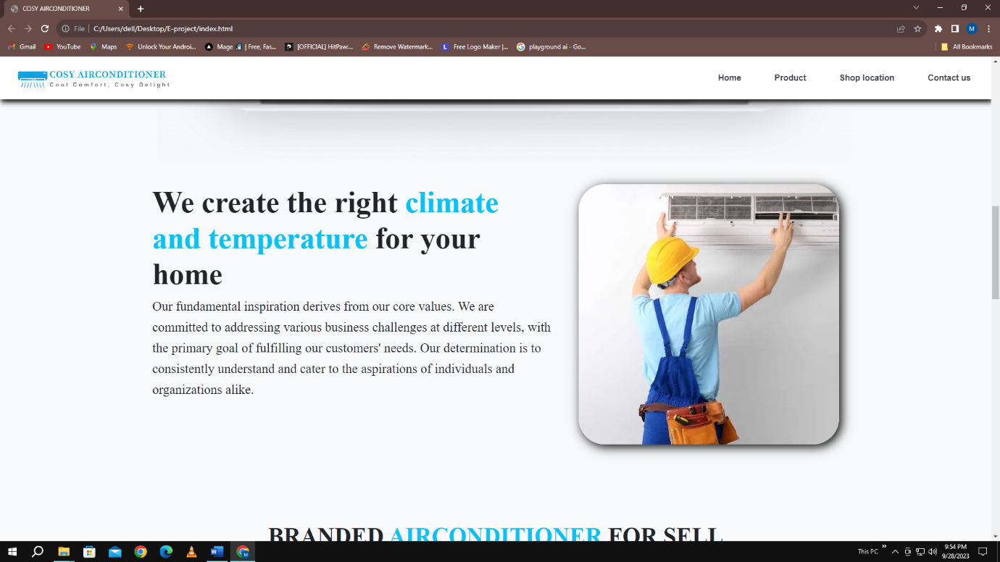 COSY AIRCONDITIONER
File
C:/Users/dell/Desktop/E-project/index.html
M
Gmail
YouTube
Maps
Unlock Your Androi...
Mage | Free, Fas...
[OFFICIAL] HitPaw:...
Remove Watermark...
L
Free Logo Maker |...
playground ai - Go...
All Bookmarks
COSY AIRCONDITIONER
Cool Comfort, Cosy Delight
Home
Product
Shop location
Contact us
We create the right climate
and temperature for your
home
Our fundamental inspiration derives from our core values. We are
committed to addressing various business challenges at different levels, with
the primary goal of fulfilling our customers' needs. Our determination is to
consistently understand and cater to the aspirations of individuals and
organizations alike.
BRANDED AIRCONDITIONER FOR SELL
This PC
9:54 PM
9/28/2023